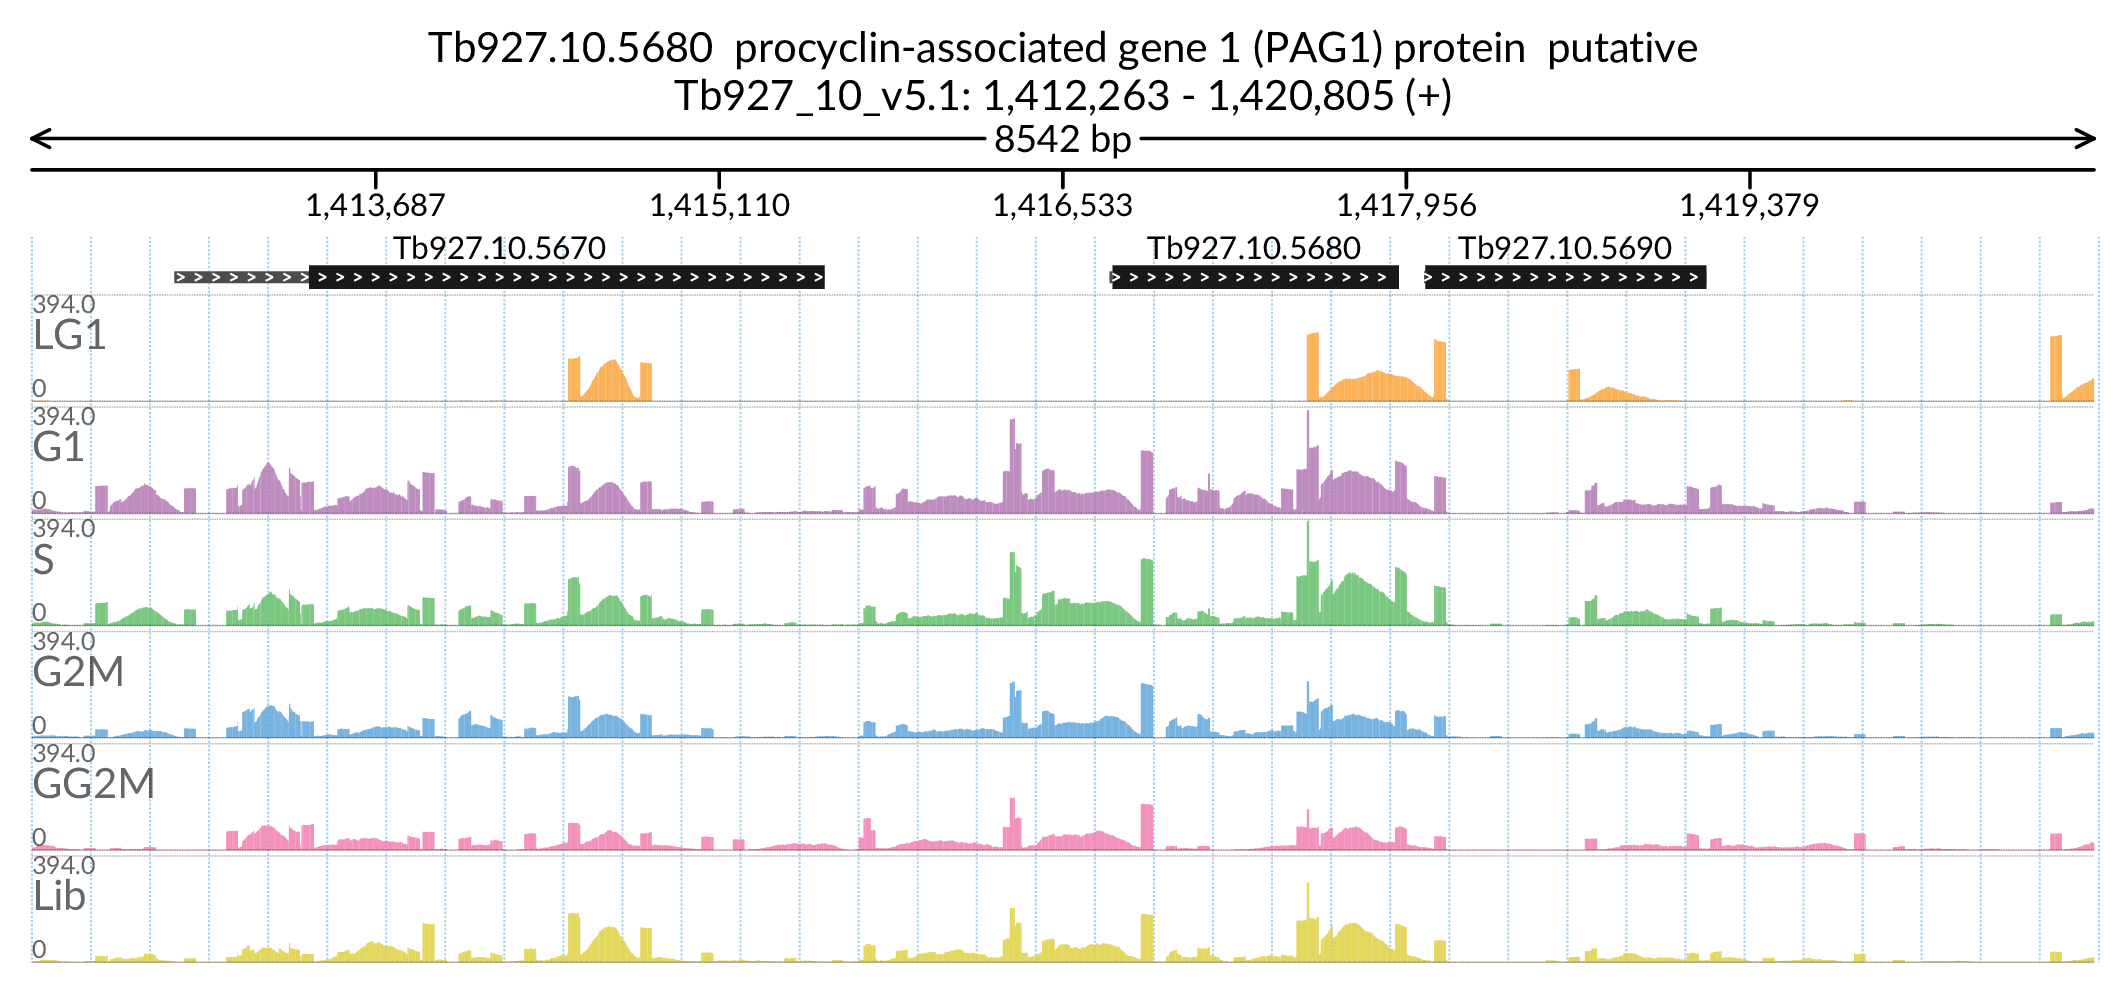 Tb927.10.5680  procyclin-associated gene 1 (PAG1) protein  putative
Tb927_10_v5.1: 1,412,263 - 1,420,805 (+)
8542 bp
1,413,687 1,415,110 1,416,533 1,417,956 1,419,379
Tb927.10.5670 Tb927.10.5680 Tb927.10.5690
394.0
LG1
0
394.0
G1
0
394.0
S
0
394.0
G2M
0
394.0
GG2M
0
394.0
Lib
0